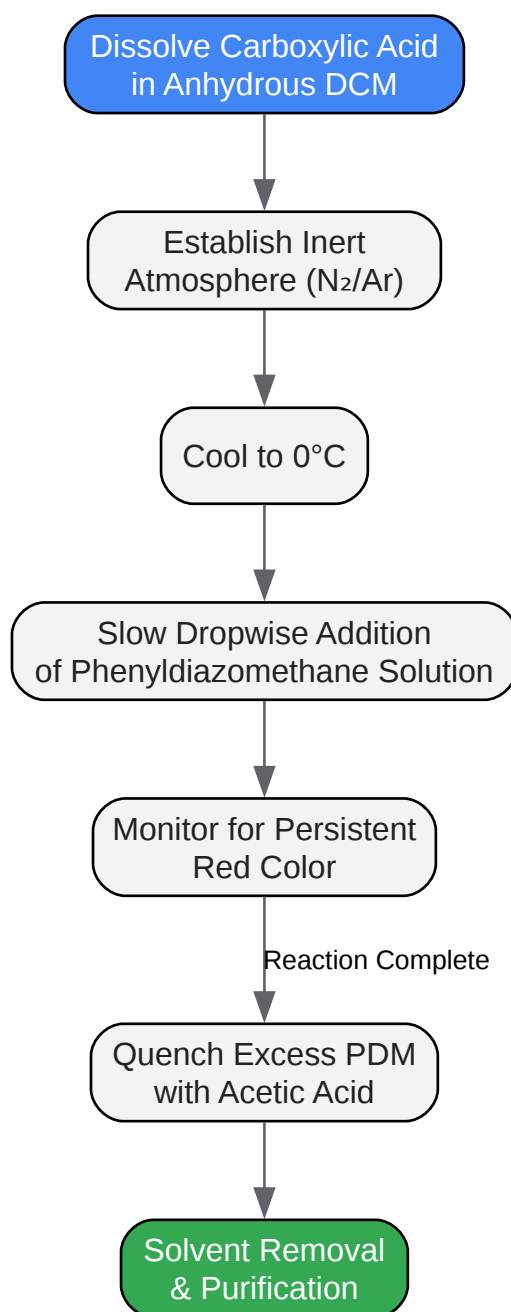 Dissolve Carboxylic Acid
in Anhydrous DCM
Establish Inert
Atmosphere (N₂/Ar)
Cool to 0°C
Slow Dropwise Addition
of Phenyldiazomethane Solution
Monitor for Persistent
Red Color
Reaction Complete
Quench Excess PDM
with Acetic Acid
Solvent Removal
& Purification